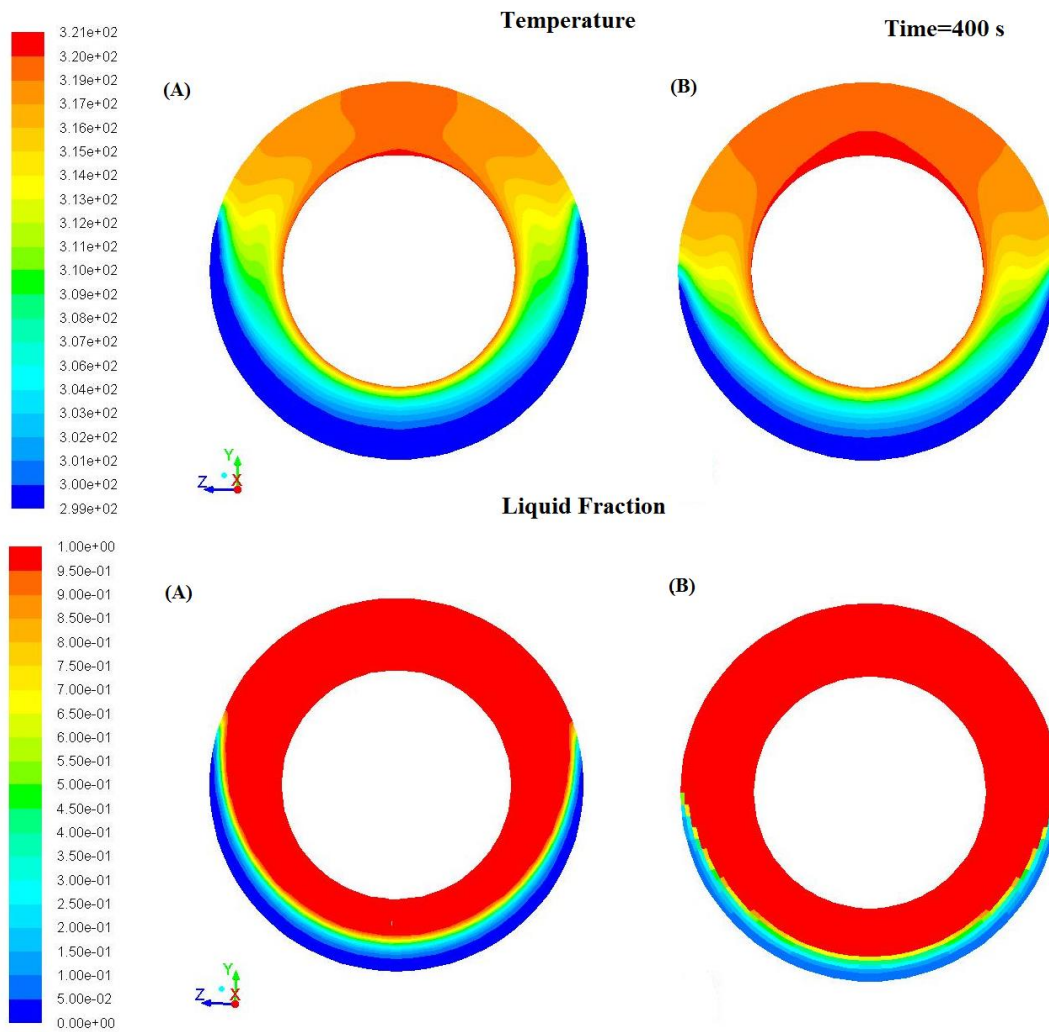 Temperature
Time=400 s
(A)
(B)
3.21e+02
3.20e+02
3.19e+02
3.17e+02
3.16e+02
3.15e+02
3.14e+02
3.13e+02
3.12e+02
3.11e+02
3.10e+02
3.09e+02
3.08e+02
3.07e+02
3.06e+02
3.05e+02
3.04e+02
3.03e+02
3.02e+02
3.01e+02
3.00e+02
2.99e+02
Y
Z
X
Liquid Fraction
(A)
(B)
1.00e+00
9.50e-01
9.00e-01
8.50e-01
8.00e-01
7.50e-01
7.00e-01
6.50e-01
6.00e-01
5.50e-01
5.00e-01
4.50e-01
4.00e-01
3.50e-01
3.00e-01
2.50e-01
2.00e-01
1.50e-01
1.00e-01
5.00e-02
0.00e+00
Y
Z
X